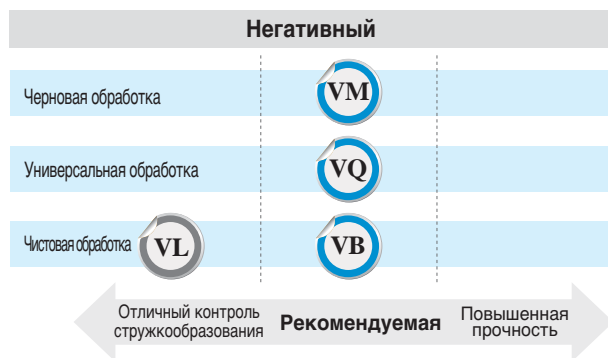 Негативный
Черновая обработка
VM
Универсальная обработка
VQ
Чистовая обработка
VL
VB
Отличный контроль
стружкообразования
Рекомендуемая
Повышенная
прочность